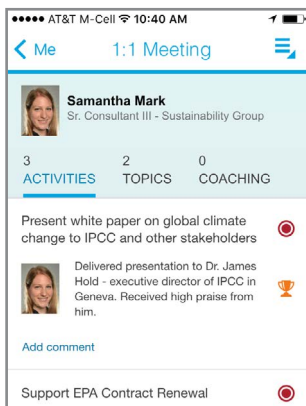 AT&T M-Cell 10:40 AM
Me 1:1 Meeting
Samantha Mark
Sr. Consultant III - Sustainability Group
3 2 0
ACTIVITIES TOPICS COACHING
Present white paper on global climate
change to IPCC and other stakeholders
Delivered presentation to Dr. James
Hold - executive director of IPCC in
Geneva. Received high praise from
him.
Add comment
Support EPA Contract Renewal